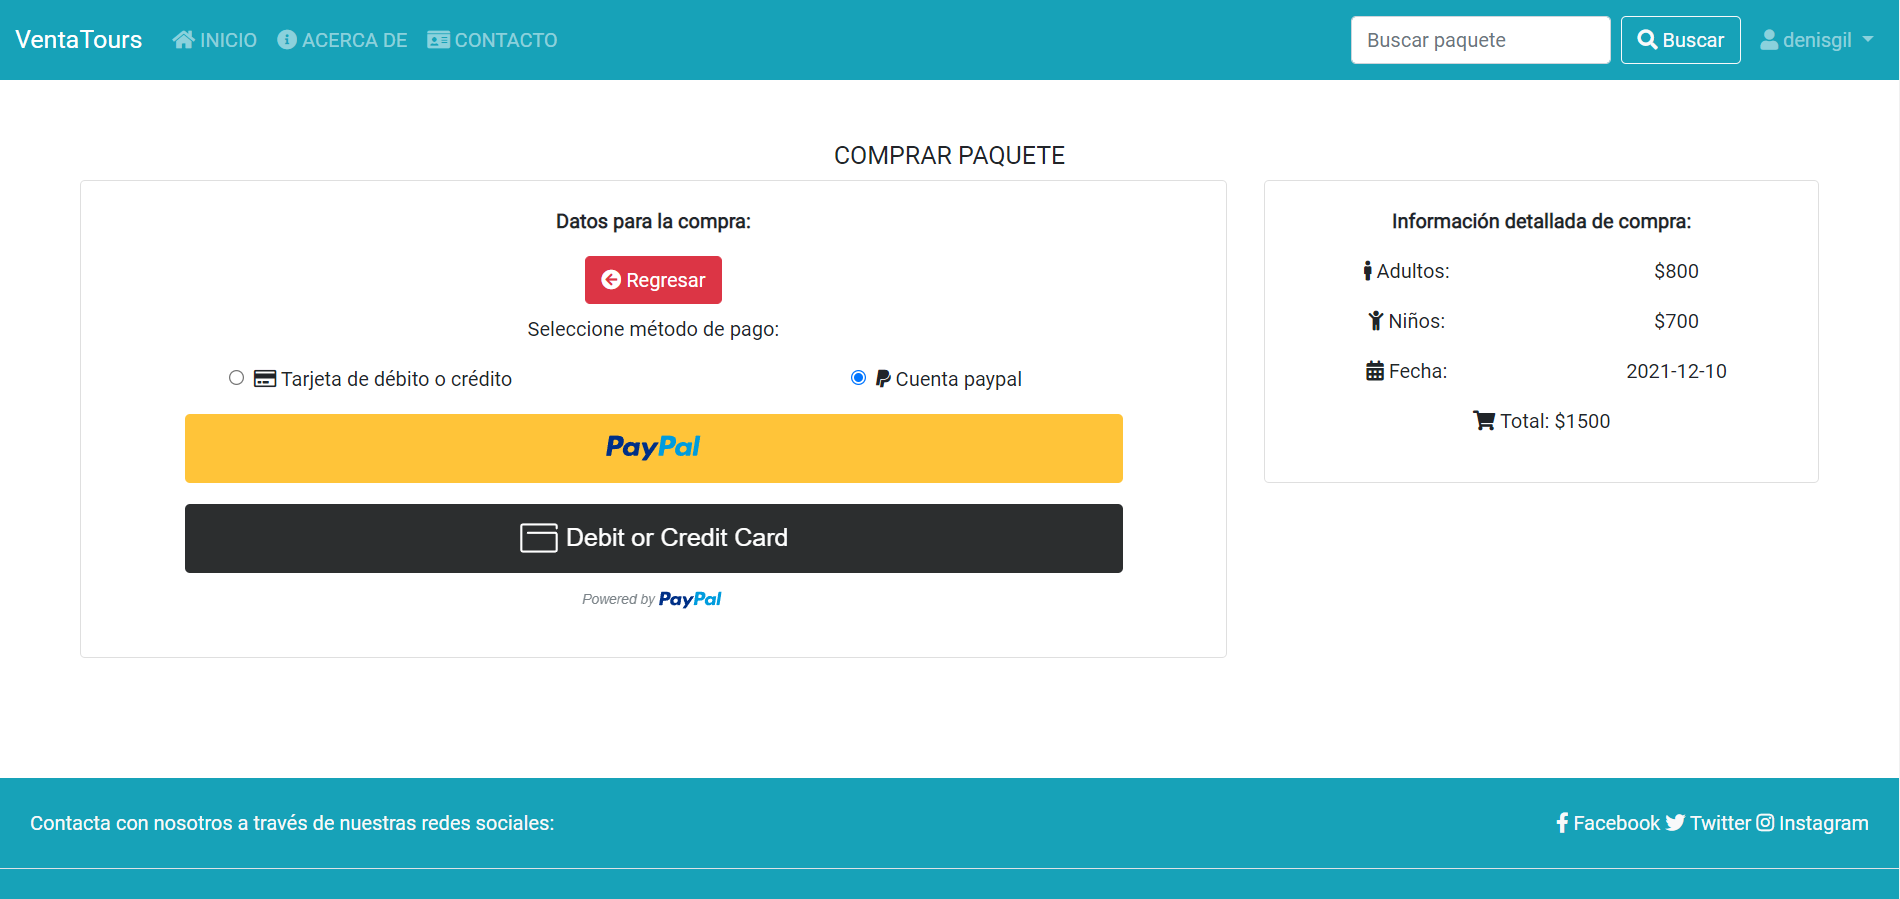 VentaTours INICIO ACERCA DE CONTACTO Buscar paquete Buscar denisgil
COMPRAR PAQUETE
Datos para la compra:
Regresar
Seleccione método de pago:
Tarjeta de débito o crédito Cuenta paypal
PayPal
Debit or Credit Card
Powered by PayPal
Información detallada de compra:
Adultos: $800
Niños: $700
Fecha: 2021-12-10
Total: $1500
Contacta con nosotros a través de nuestras redes sociales: Facebook Twitter Instagram